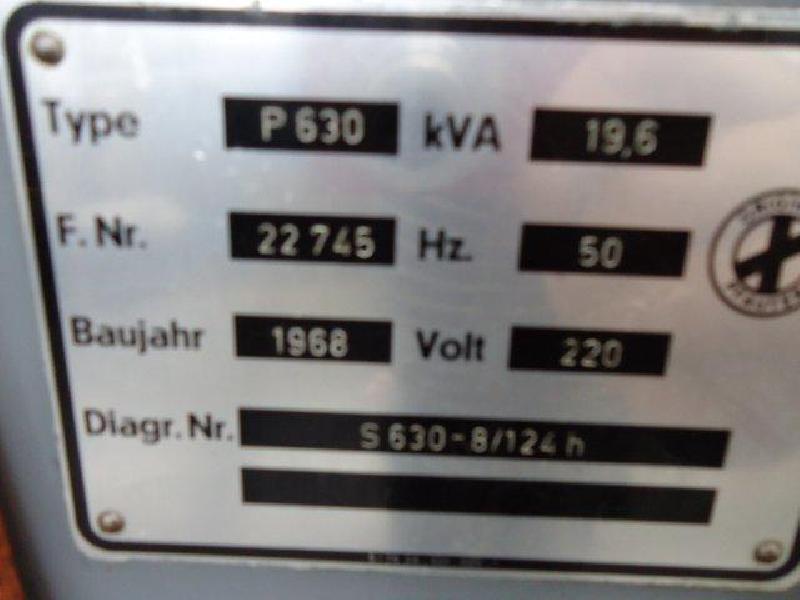 Type P 630 kVA 19,6
F. Nr. 22 745 Hz. 50
Baujahr 1968 Volt 220
Diagr. Nr. S 630-8/124 h